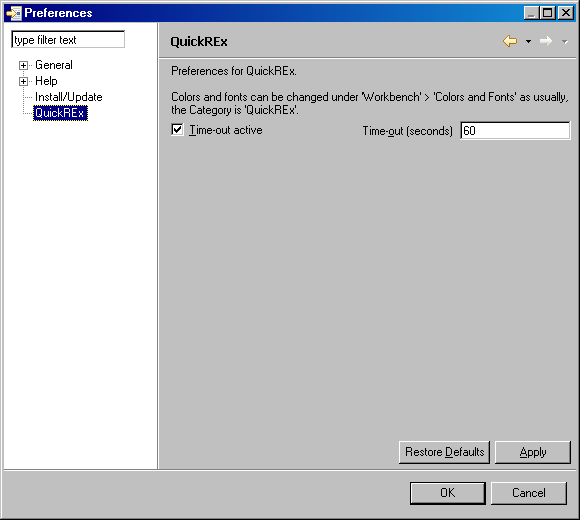 Preferences
type filter text
QuickREx
General
Help
Install/Update
QuickREx
Preferences for QuickREx.
Colors and fonts can be changed under 'Workbench' > 'Colors and Fonts' as usually,
the Category is 'QuickREx'.
Time-out active
Time-out (seconds) 60
Restore Defaults
Apply
OK
Cancel